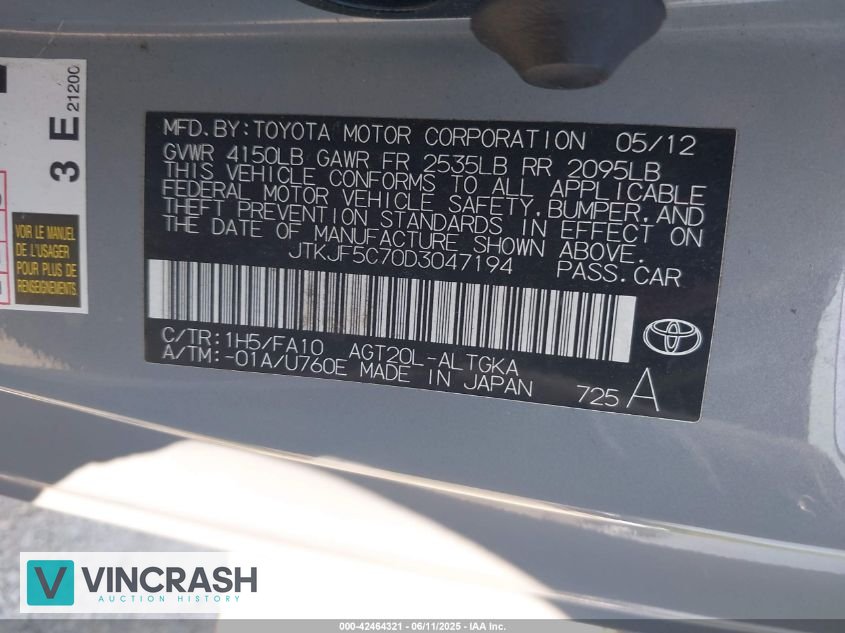 3 E 21200
VOIR LE MANUEL
DE L'USAGER
POUR PLUS
D'INFORMATION
MFD. BY: TOYOTA MOTOR CORPORATION 05/12
GVWR 4150LB GAWR FR 2535LB RR 2095LB
THIS VEHICLE CONFORMS TO ALL APPLICABLE
FEDERAL MOTOR VEHICLE SAFETY, BUMPER, AND
THEFT PREVENTION STANDARDS IN EFFECT ON
THE DATE OF MANUFACTURE SHOWN ABOVE.
JTKJF5C70D3047194 PASS.CAR
C/TR: 1H5/FA10 AGT20L-ALTGKA
A/TM: -01A/U760E MADE IN JAPAN 725 A
V VINCRASH
AUCTION HISTORY
000-42464321 - 06/11/2025 - IAA Inc.